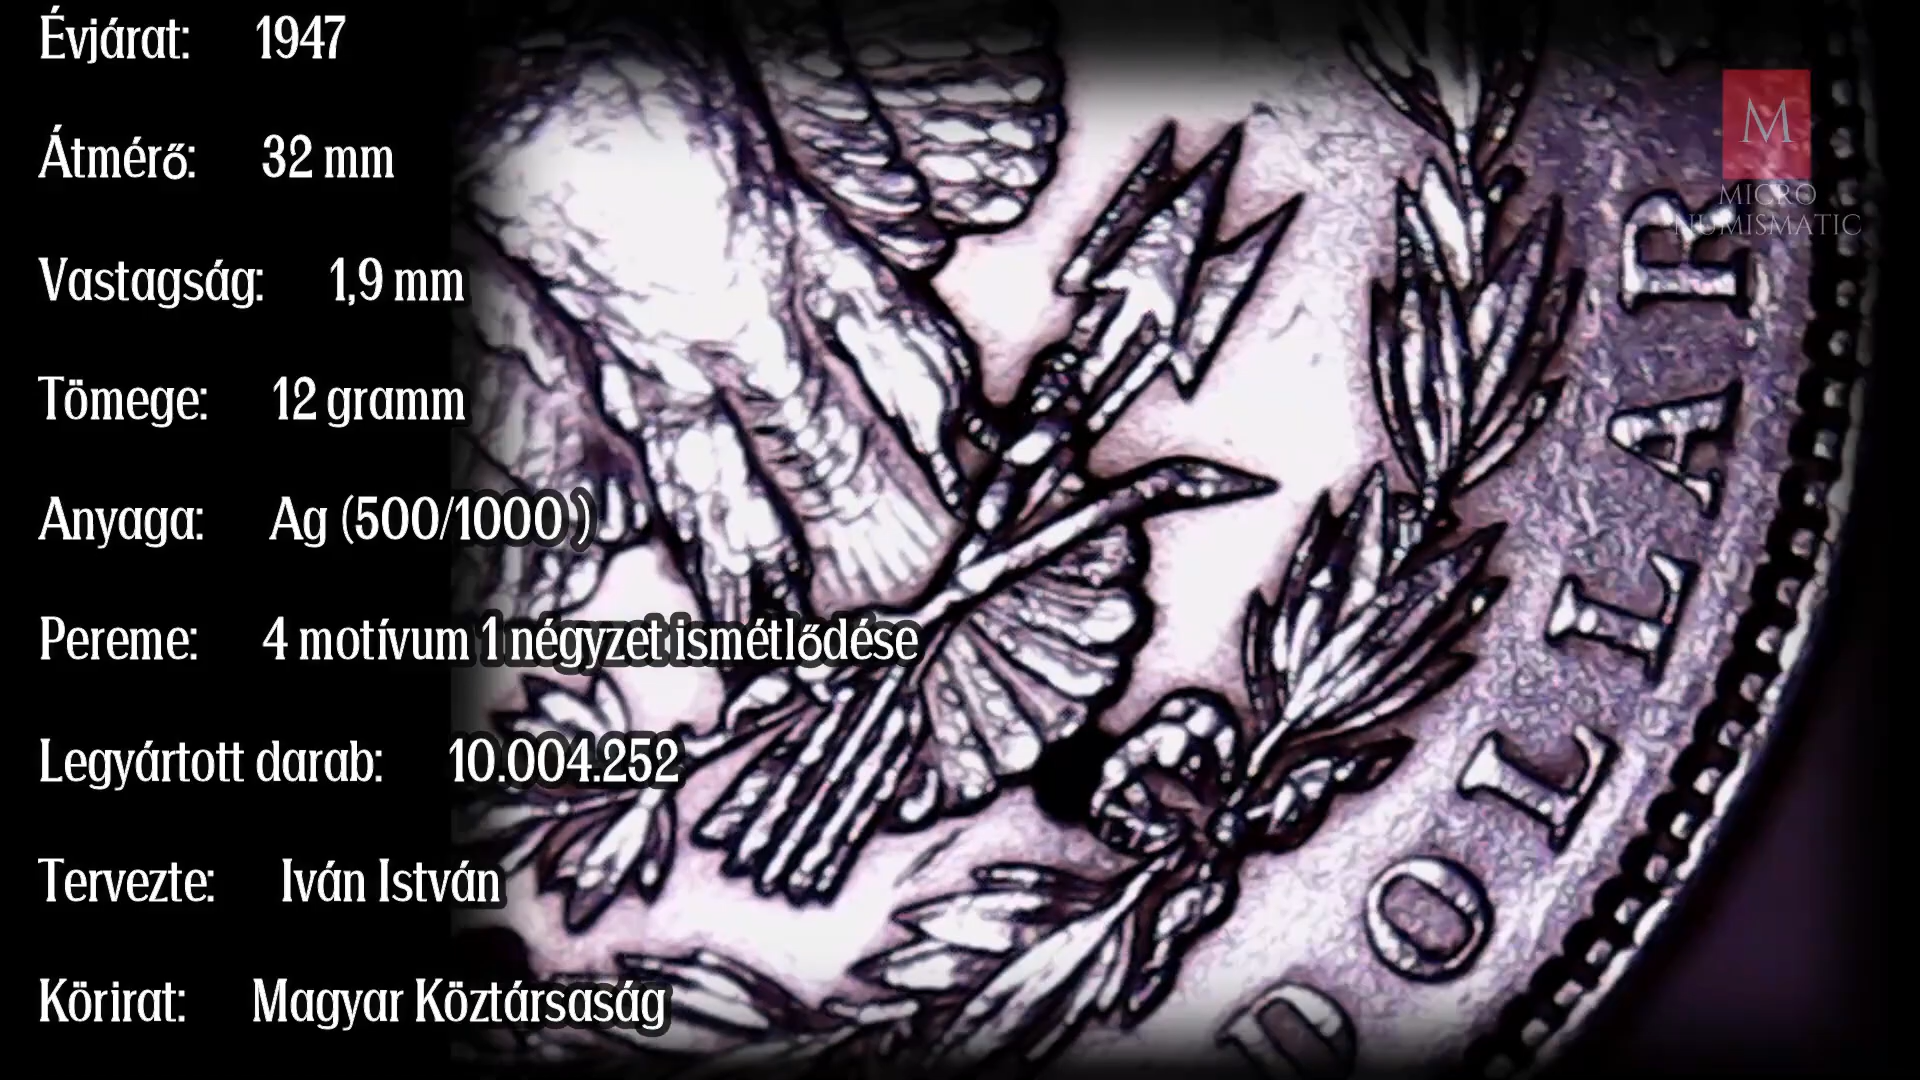 Évjárat: 1947
Átmérő: 32 mm
Vastagság: 1,9 mm
Tömege: 12 gramm
Anyaga: Ag (500/1000 )
Pereme: 4 motívum 1 négyzet ismétlődése
Legyártott darab: 10.004.252
Tervezte: Iván István
Körirat: Magyar Köztársaság
M
MICRO
NUMISMATIC
DOLLAR